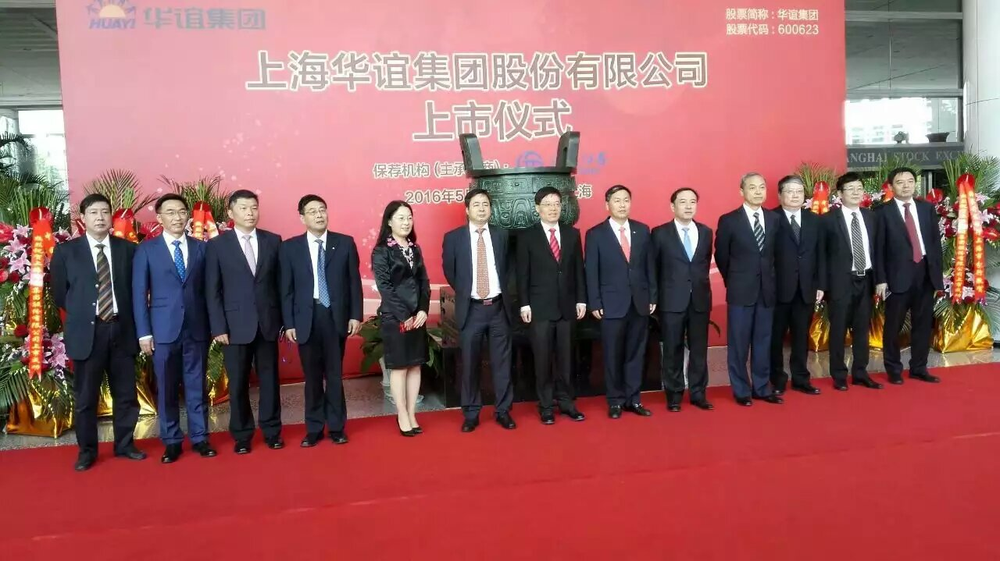 HUAYI 华谊集团
股票简称：华谊集团
股票代码：600623
上海华谊集团股份有限公司
上市仪式
保荐机构（主承
商）：
2016年5
海
ANGHAI STOCK EXC